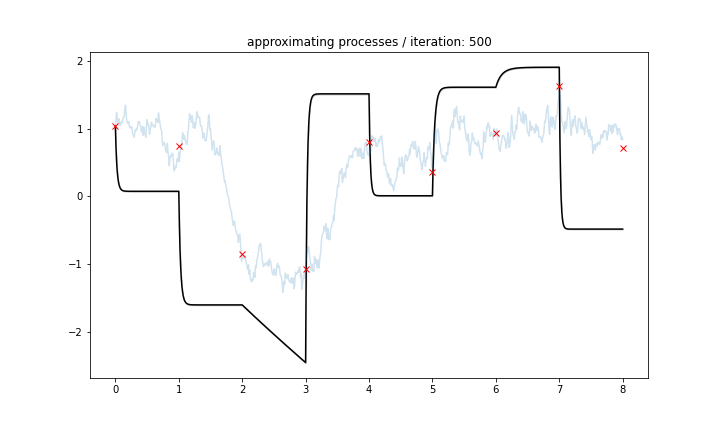 approximating processes / iteration: 500
2
1
0
−1
−2
0 1 2 3 4 5 6 7 8